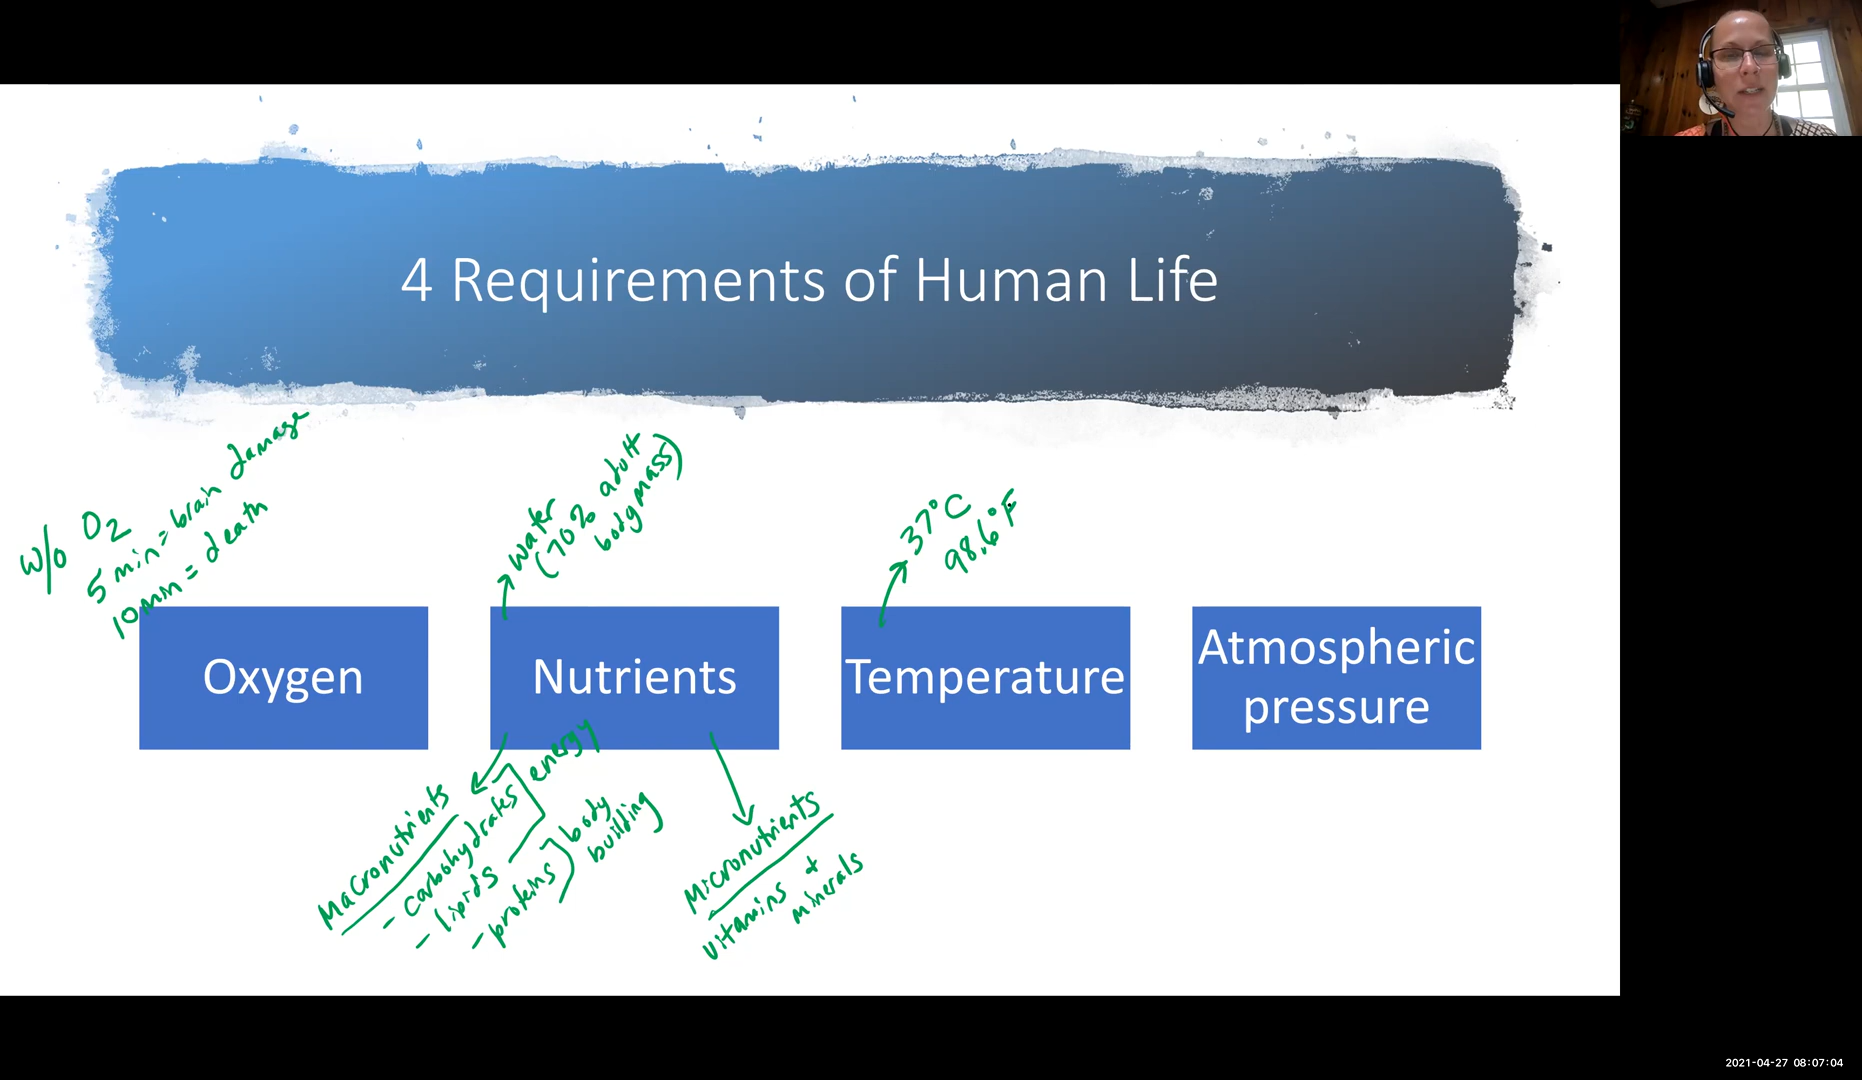 4 Requirements of Human Life
w/o O2
5 min = brain damage
10 min = death
Water
(70% adult
body mass)
37°C
98.6°F
Oxygen
Nutrients
Temperature
Atmospheric
pressure
Macronutrients
- carbohydrates
- lipids
energy
- proteins
body
building
Micronutrients
vitamins &
minerals
2021-04-27 08:07:04